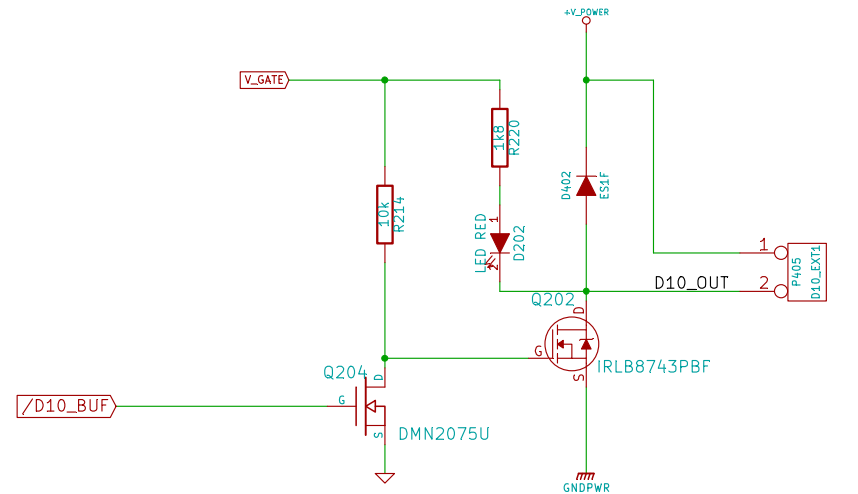 +V_POWER
V_GATE
1k8
R220
D402
ES1F
10k
R214
LED RED
1
2
D202
1
2
P405
D10_EXT1
D10_OUT
Q202
D
G
S
IRLB8743PBF
Q204
D
G
S
/D10_BUF
DMN2075U
GNDPWR